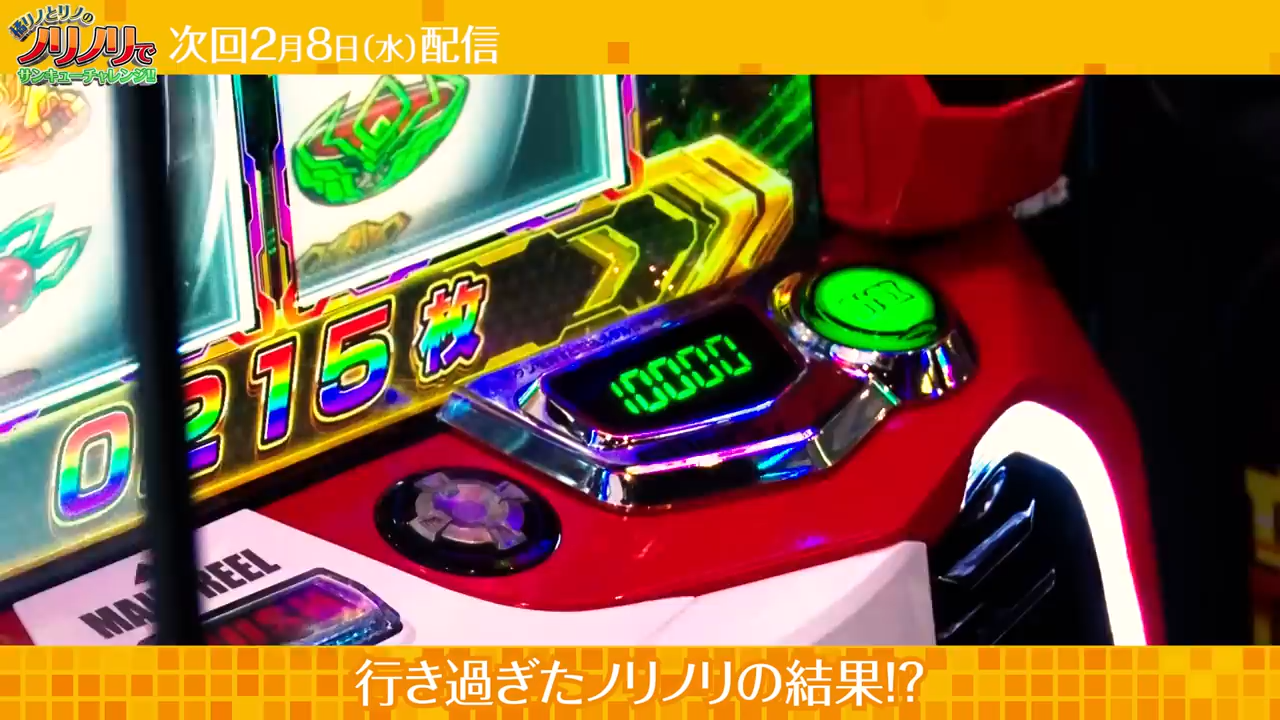 橘リノとリノの
ノリノリで
サンキューチャレンジ!!
次回2月8日(水)配信
0215枚
10000
MAIN REEL
行き過ぎたノリノリの結果!?